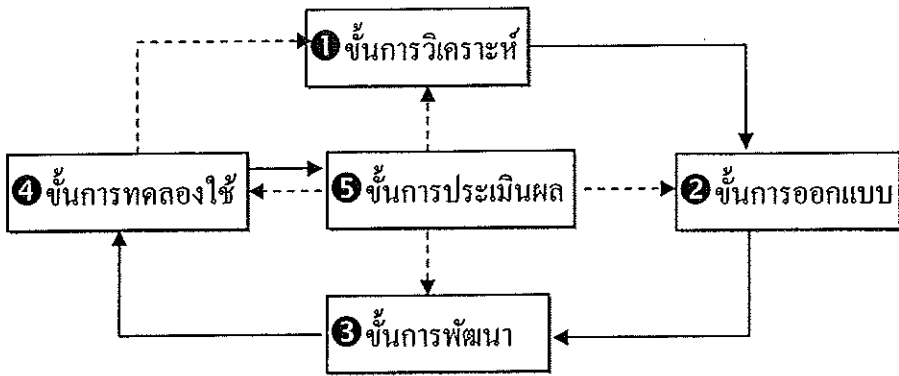 ❶ขั้นการวิเคราะห์
❹ขั้นการทดลองใช้
❺ขั้นการประเมินผล
❷ขั้นการออกแบบ
❸ขั้นการพัฒนา